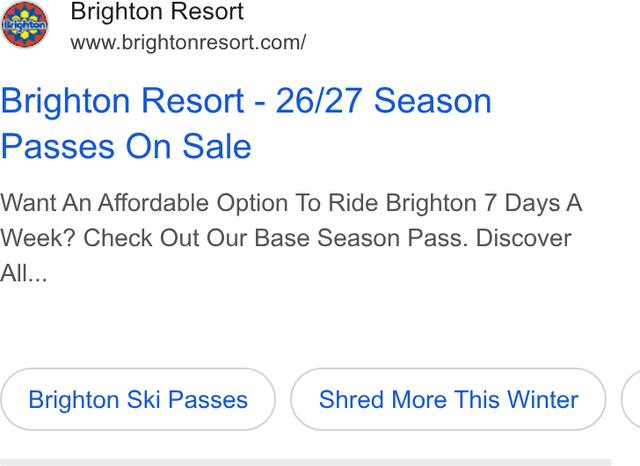 Brighton
Brighton Resort
www.brightonresort.com/
Brighton Resort - 26/27 Season
Passes On Sale
Want An Affordable Option To Ride Brighton 7 Days A
Week? Check Out Our Base Season Pass. Discover
All...
Brighton Ski Passes
Shred More This Winter